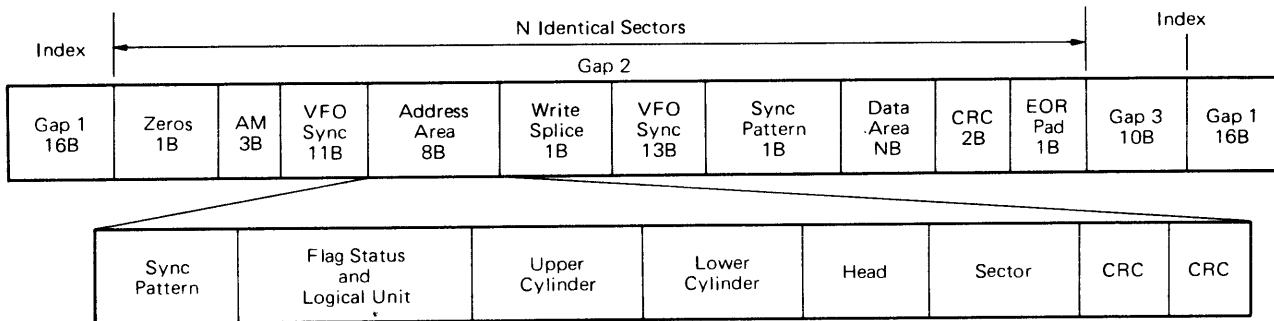 Index
N Identical Sectors
Index
Gap 2
Gap 1
16B
Zeros
1B
AM
3B
VFO
Sync
11B
Address
Area
8B
Write
Splice
1B
VFO
Sync
13B
Sync
Pattern
1B
Data
Area
NB
CRC
2B
EOR
Pad
1B
Gap 3
10B
Gap 1
16B
Sync
Pattern
Flag Status
and
Logical Unit
Upper
Cylinder
Lower
Cylinder
Head
Sector
CRC
CRC